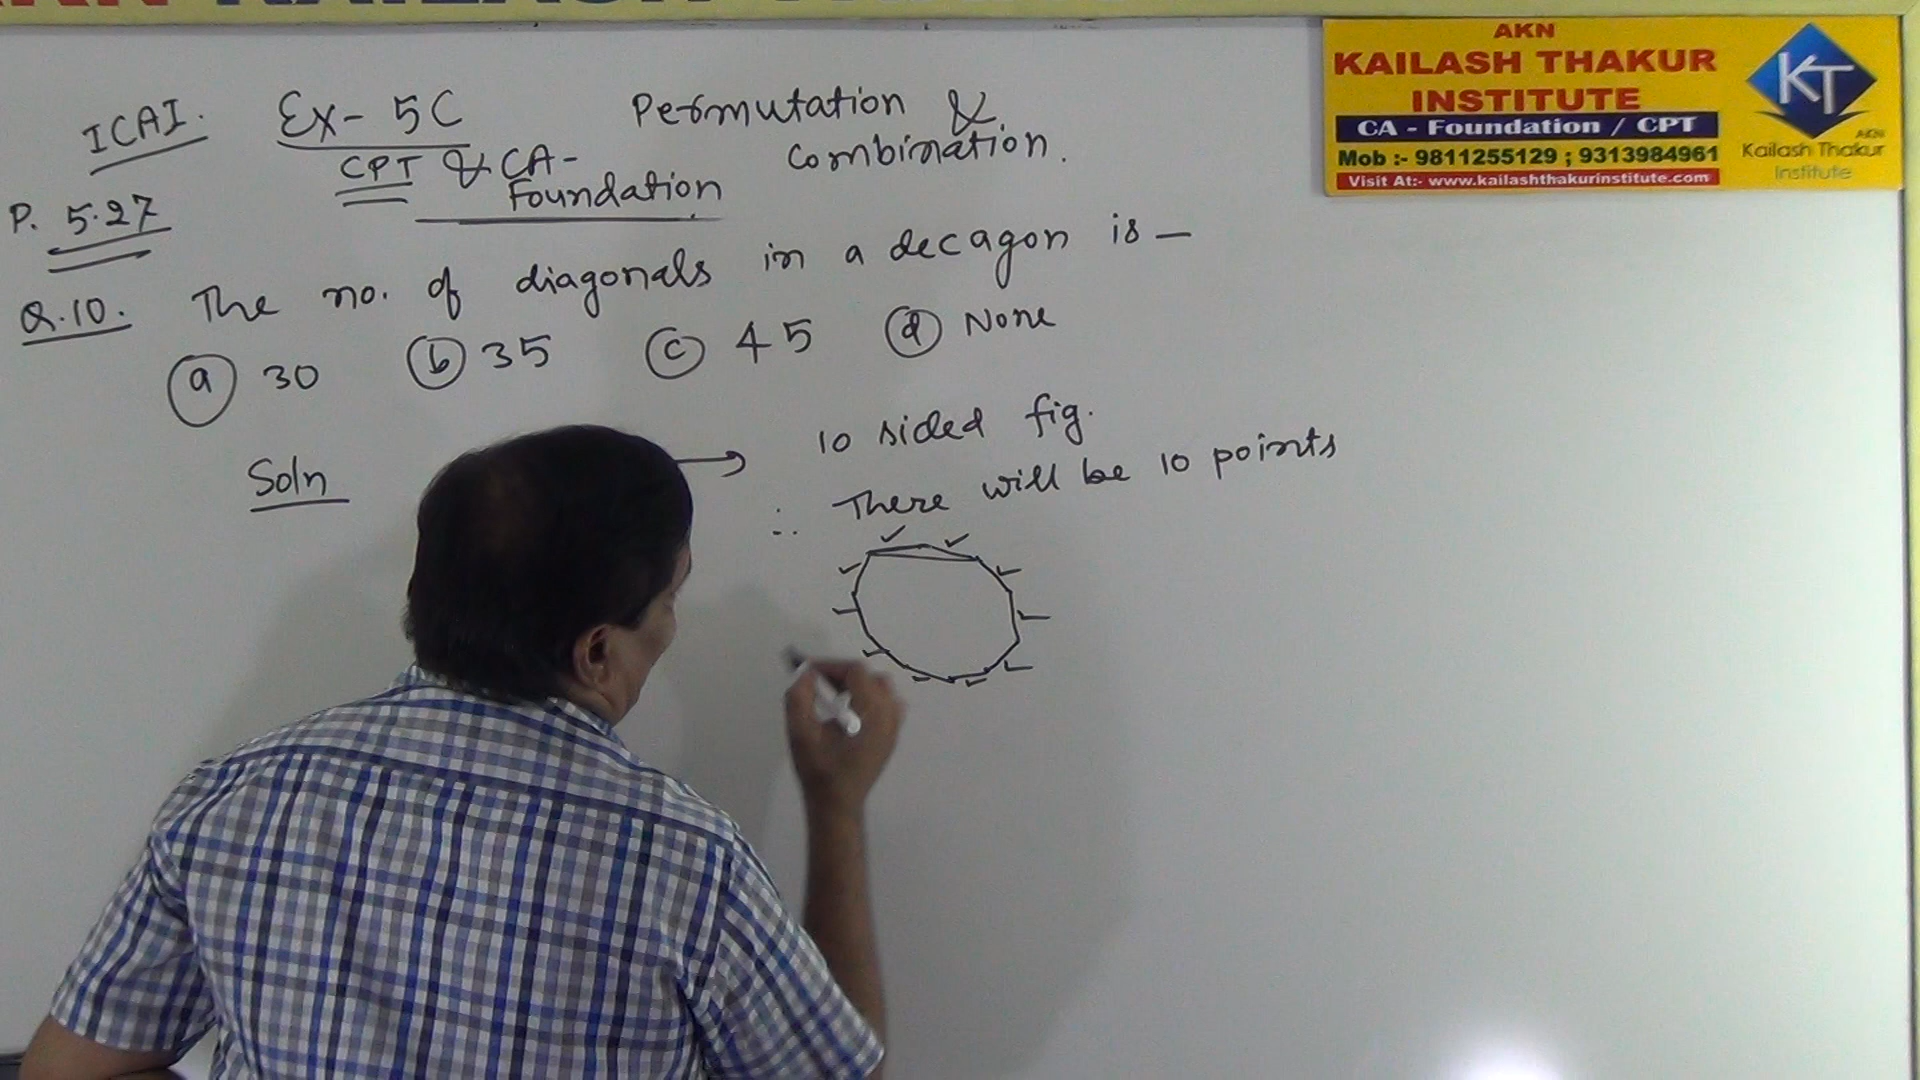 AKN
KAILASH THAKUR
INSTITUTE
CA - Foundation / CPT
Mob :- 9811255129 ; 9313984961
Visit At:- www.kailashthakurinstitute.com
KT
AKN
Kailash Thakur
Institute
ICAI. Ex- 5C Permutation &
Combination.
CPT & CA-
Foundation
P. 5.27
Q.10. The no. of diagonals in a decagon is —
(a) 30 (b) 35 (c) 45 (d) None
Soln → 10 sided fig.
∴ There will be 10 points